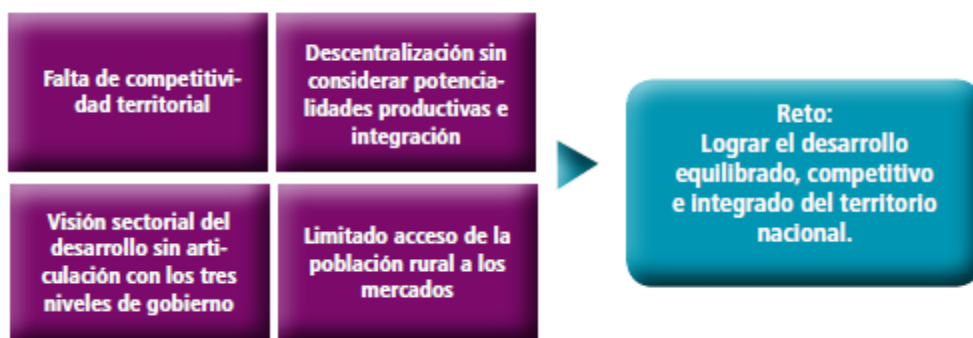 Falta de competitivi-
dad territorial
Descentralización sin
considerar potencia-
lidades productivas e
integración
Visión sectorial del
desarrollo sin arti-
culación con los tres
niveles de gobierno
Limitado acceso de la
población rural a los
mercados
Reto:
Lograr el desarrollo
equilibrado, competitivo
e integrado del territorio
nacional.